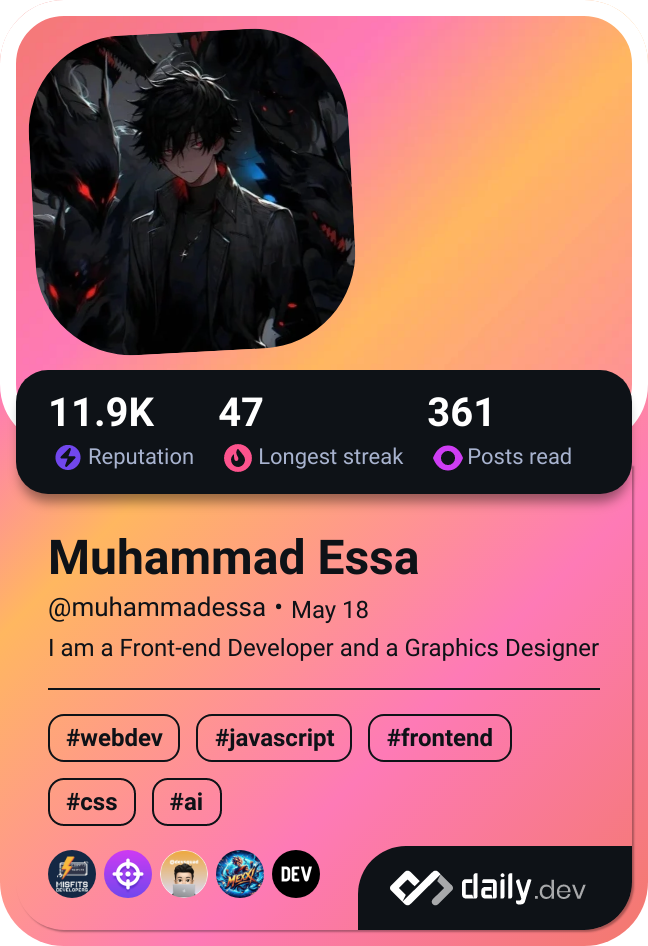 11.9K 47 361
Reputation Longest streak Posts read
Muhammad Essa
@muhammadessa • May 18
I am a Front-end Developer and a Graphics Designer
#webdev #javascript #frontend
#css #ai
MISFITS
DEVELOPERS
DEV
daily.dev